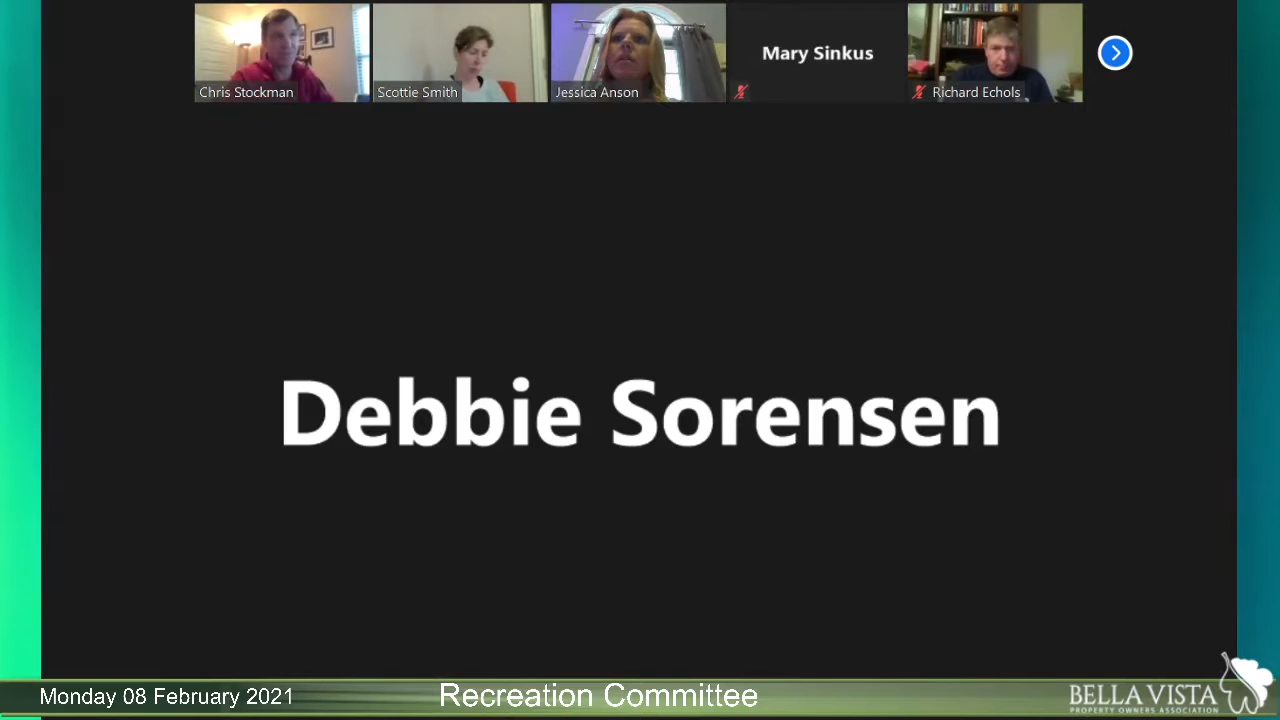 Chris Stockman
Scottie Smith
Jessica Anson
Mary Sinkus
Richard Echols
Debbie Sorensen
Monday 08 February 2021
Recreation Committee
BELLA VISTA
PROPERTY OWNERS ASSOCIATION